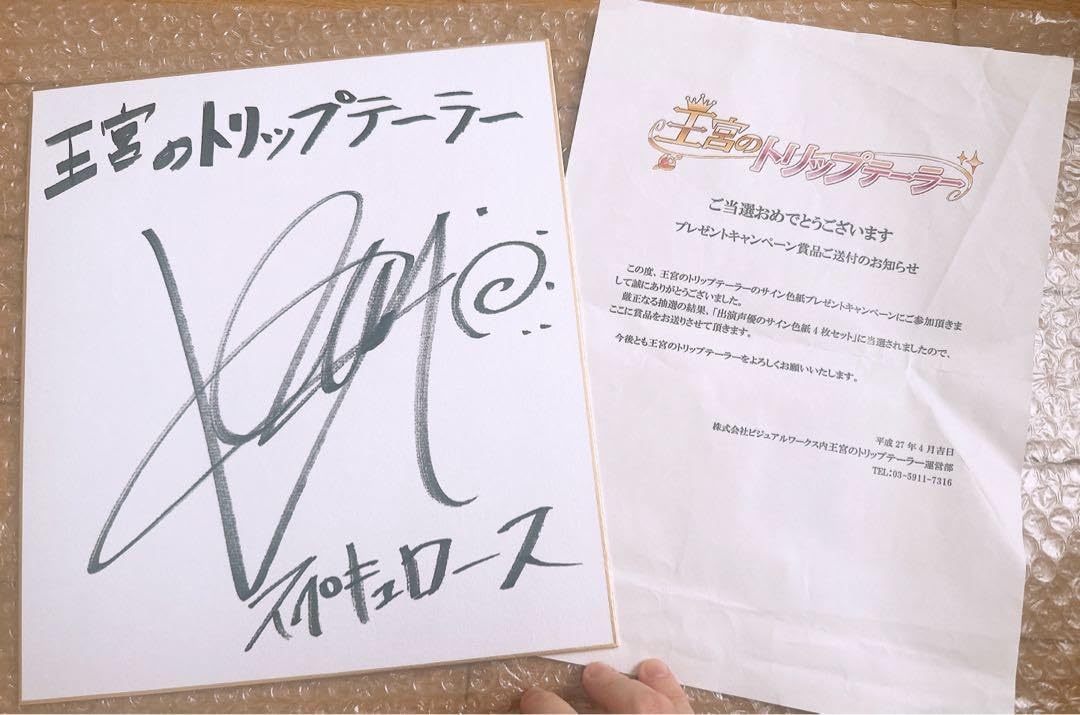 王宮のトリップテーラー
キュロース
王宮のトリップテーラー
ご当選おめでとうございます
プレゼントキャンペーン賞品ご送付のお知らせ
この度、王宮のトリップテーラーのサイン色紙プレゼントキャンペーンにご参加頂きま
して誠にありがとうございました。
厳正なる抽選の結果、「出演声優のサイン色紙4枚セット」に当選されましたので、
ここに賞品をお送りさせて頂きます。
今後とも王宮のトリップテーラーをよろしくお願いいたします。
平成27年4月吉日
株式会社ビジュアルワークス内王宮のトリップテーラー運営部
TEL:03-5911-7316